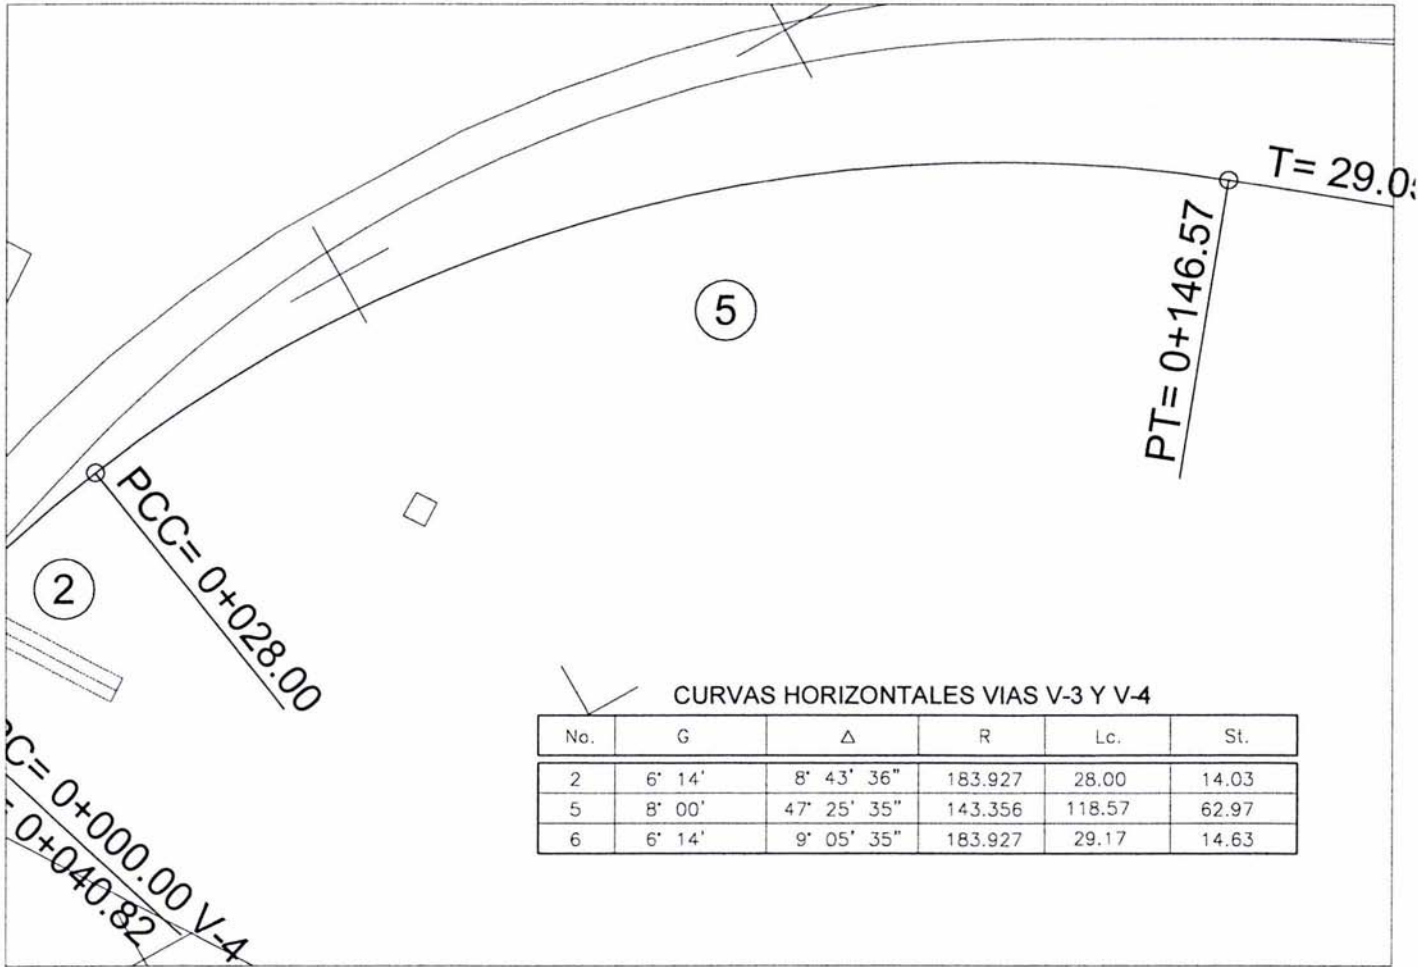 T= 29.0
PT= 0+146.57
5
PCC= 0+028.00
2
C= 0+000.00 V-4
0+040.82
CURVAS HORIZONTALES VIAS V-3 Y V-4
No. G △ R Lc. St.
2 6° 14' 8° 43' 36" 183.927 28.00 14.03
5 8° 00' 47° 25' 35" 143.356 118.57 62.97
6 6° 14' 9° 05' 35" 183.927 29.17 14.63